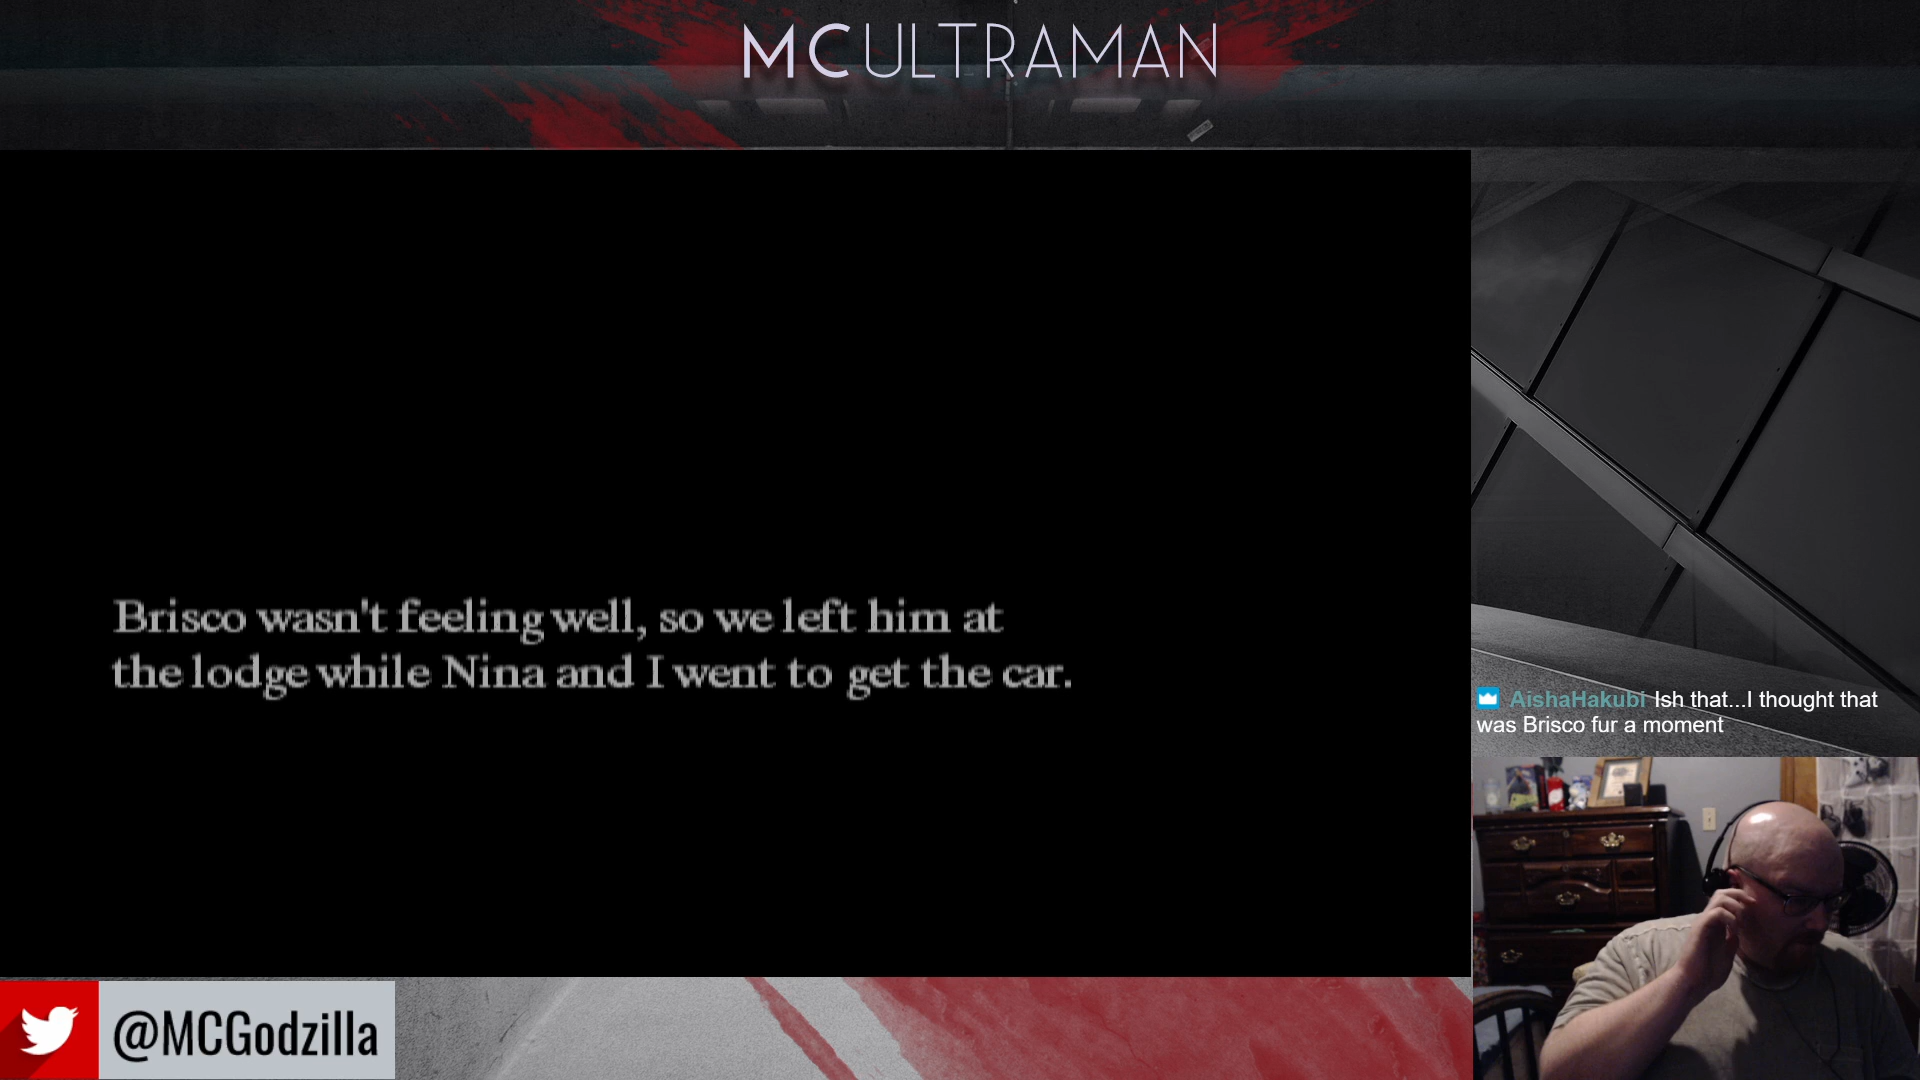 MCULTRAMAN
Brisco wasn't feeling well, so we left him at
the lodge while Nina and I went to get the car.
AishaHakubi Ish that...I thought that
was Brisco fur a moment
@MCGodzilla